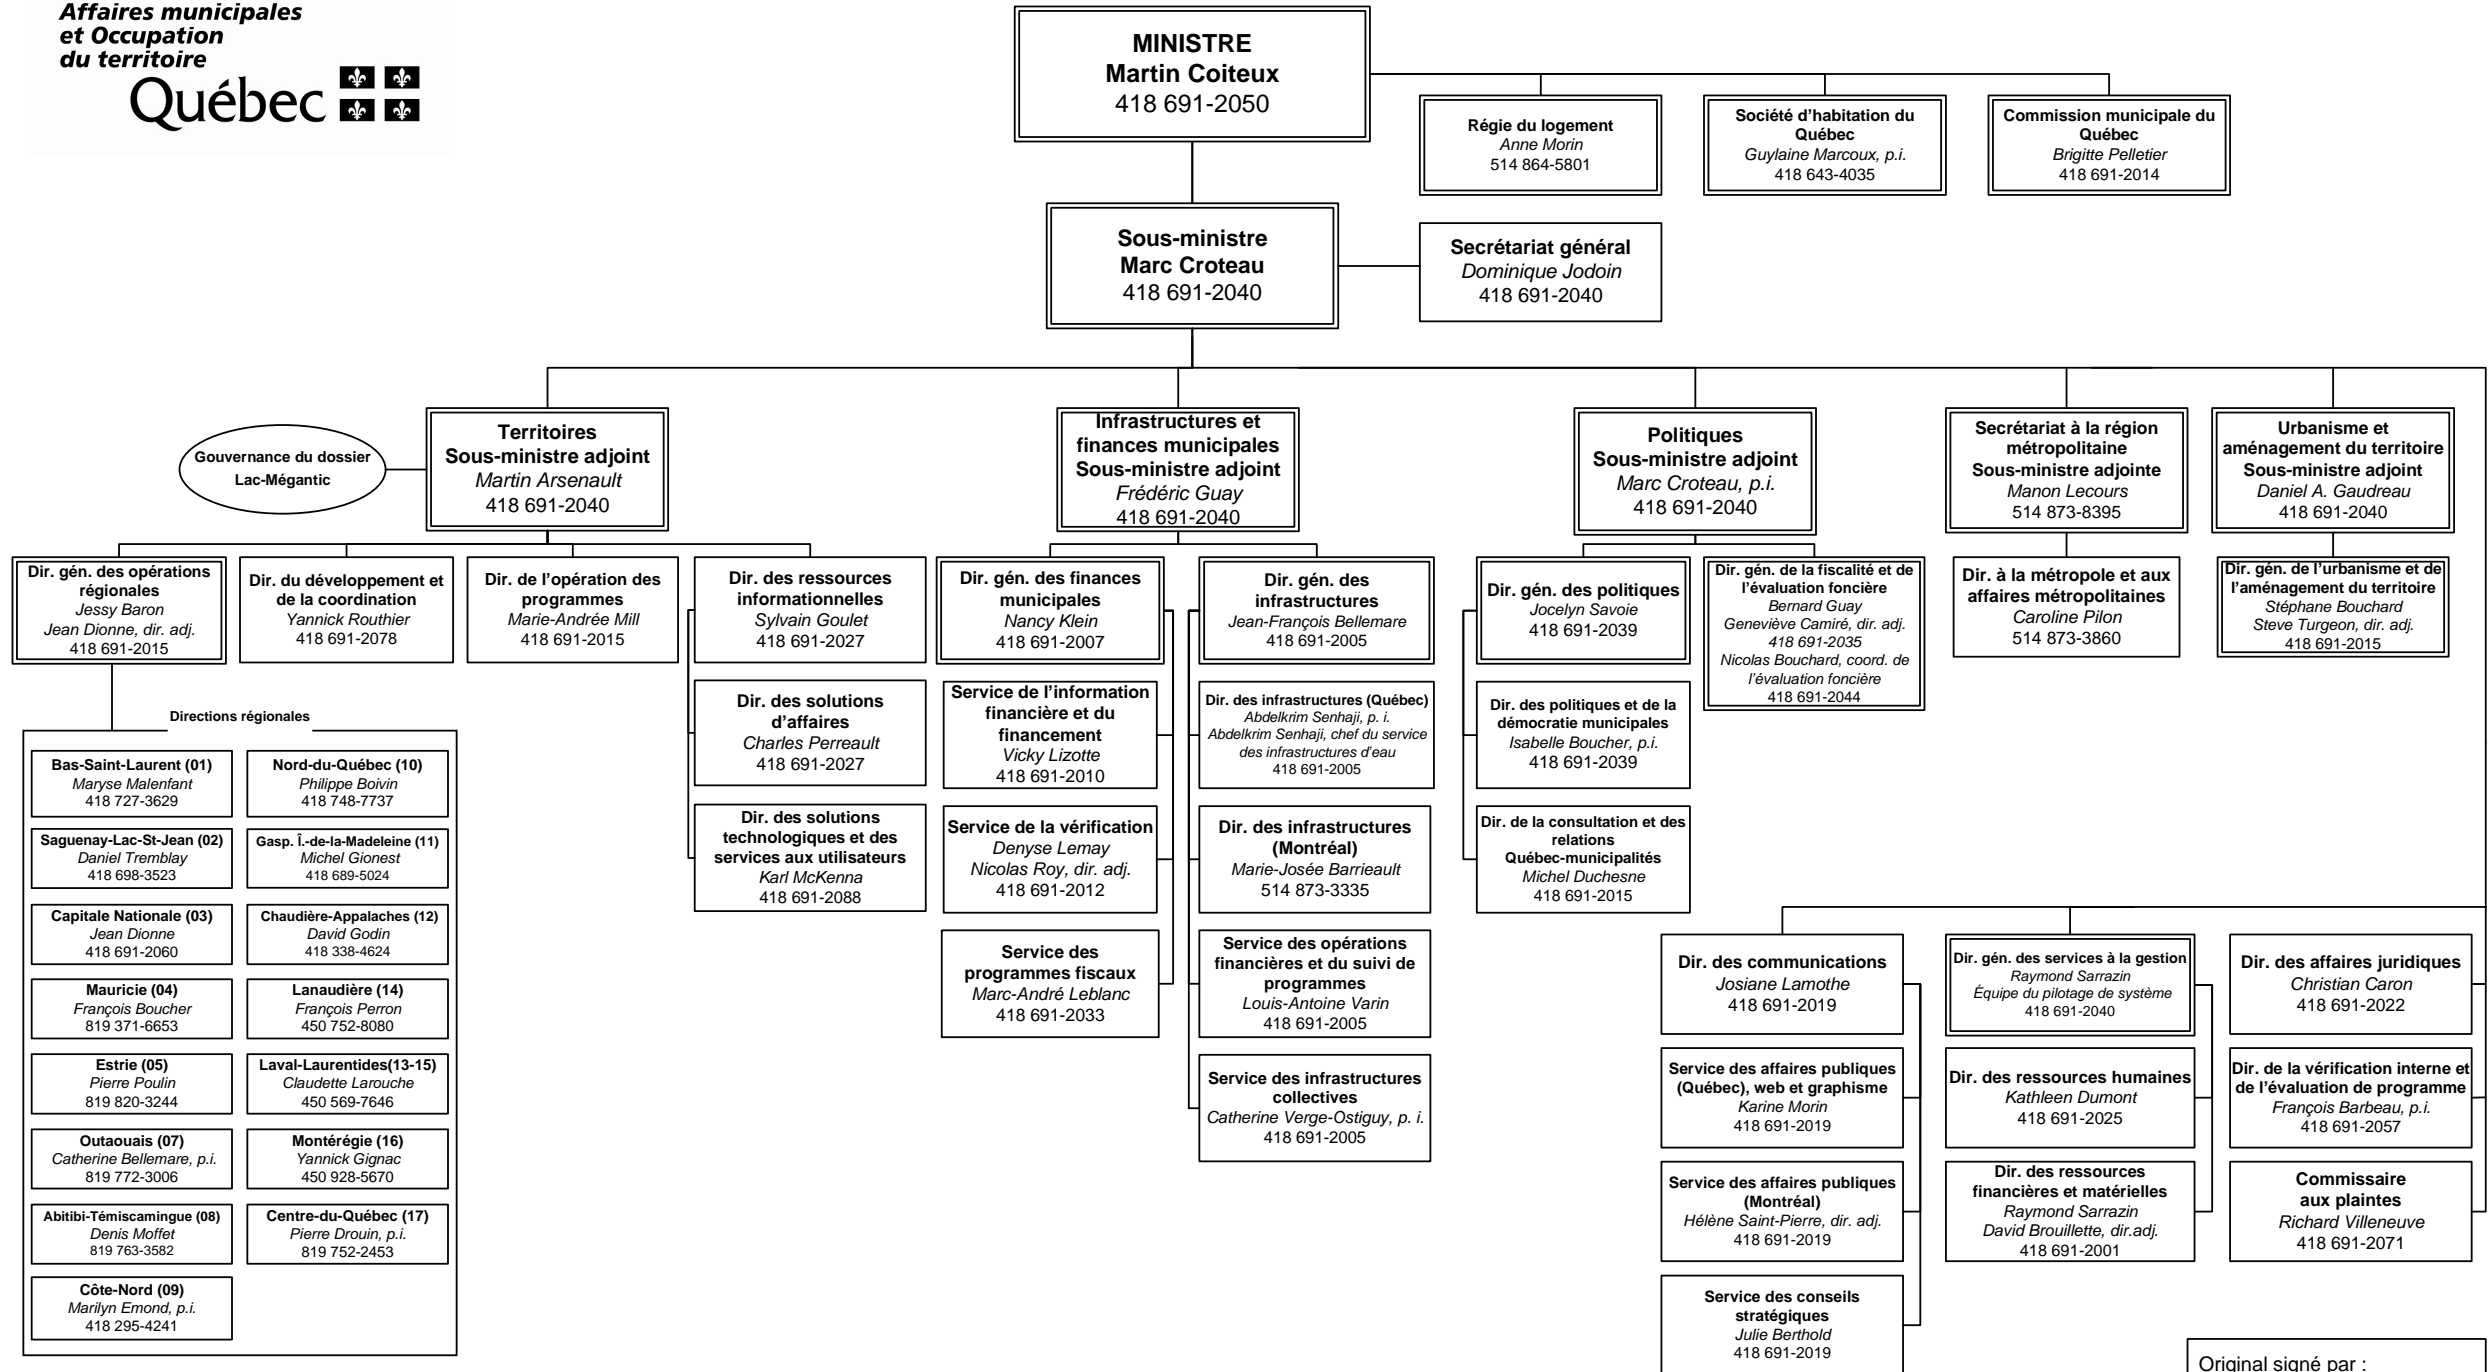 Affaires municipales
et Occupation
du territoire
Québec
MINISTRE
Martin Coiteux
418 691-2050
Régie du logement
Anne Morin
514 864-5801
Société d'habitation du
Québec
Guylaine Marcoux, p.i.
418 643-4035
Commission municipale du
Québec
Brigitte Pelletier
418 691-2014
Sous-ministre
Marc Croteau
418 691-2040
Secrétariat général
Dominique Jodoin
418 691-2040
Gouvernance du dossier
Lac-Mégantic
Territoires
Sous-ministre adjoint
Martin Arsenault
418 691-2040
Infrastructures et
finances municipales
Sous-ministre adjoint
Frédéric Guay
418 691-2040
Politiques
Sous-ministre adjoint
Marc Croteau, p.i.
418 691-2040
Secrétariat à la région
métropolitaine
Sous-ministre adjointe
Manon Lecours
514 873-8395
Urbanisme et
aménagement du territoire
Sous-ministre adjoint
Daniel A. Gaudreau
418 691-2040
Dir. gén. des opérations
régionales
Jessy Baron
Jean Dionne, dir. adj.
418 691-2015
Dir. du développement et
de la coordination
Yannick Routhier
418 691-2078
Dir. de l'opération des
programmes
Marie-Andrée Mill
418 691-2015
Dir. des ressources
informationnelles
Sylvain Goulet
418 691-2027
Dir. gén. des finances
municipales
Nancy Klein
418 691-2007
Dir. gén. des
infrastructures
Jean-François Bellemare
418 691-2005
Dir. gén. des politiques
Jocelyn Savoie
418 691-2039
Dir. gén. de la fiscalité et de
l'évaluation foncière
Bernard Guay
Geneviève Camiré, dir. adj.
418 691-2035
Nicolas Bouchard, coord. de
l'évaluation foncière
418 691-2044
Dir. à la métropole et aux
affaires métropolitaines
Caroline Pilon
514 873-3860
Dir. gén. de l'urbanisme et de
l'aménagement du territoire
Stéphane Bouchard
Steve Turgeon, dir. adj.
418 691-2015
Dir. des solutions
d'affaires
Charles Perreault
418 691-2027
Service de l'information
financière et du
financement
Vicky Lizotte
418 691-2010
Dir. des infrastructures (Québec)
Abdelkrim Senhaji, p. i.
Abdelkrim Senhaji, chef du service
des infrastructures d'eau
418 691-2005
Dir. des politiques et de la
démocratie municipales
Isabelle Boucher, p.i.
418 691-2039
Dir. des solutions
technologiques et des
services aux utilisateurs
Karl McKenna
418 691-2088
Service de la vérification
Denyse Lemay
Nicolas Roy, dir. adj.
418 691-2012
Dir. des infrastructures
(Montréal)
Marie-Josée Barrieault
514 873-3335
Dir. de la consultation et des
relations
Québec-municipalités
Michel Duchesne
418 691-2015
Service des
programmes fiscaux
Marc-André Leblanc
418 691-2033
Service des opérations
financières et du suivi de
programmes
Louis-Antoine Varin
418 691-2005
Service des infrastructures
collectives
Catherine Verge-Ostiguy, p. i.
418 691-2005
Directions régionales
Bas-Saint-Laurent (01)
Maryse Malenfant
418 727-3629
Nord-du-Québec (10)
Philippe Boivin
418 748-7737
Saguenay-Lac-St-Jean (02)
Daniel Tremblay
418 698-3523
Gasp. Î.-de-la-Madeleine (11)
Michel Gionest
418 689-5024
Capitale Nationale (03)
Jean Dionne
418 691-2060
Chaudière-Appalaches (12)
David Godin
418 338-4624
Mauricie (04)
François Boucher
819 371-6653
Lanaudière (14)
François Perron
450 752-8080
Estrie (05)
Pierre Poulin
819 820-3244
Laval-Laurentides(13-15)
Claudette Larouche
450 569-7646
Outaouais (07)
Catherine Bellemare, p.i.
819 772-3006
Montérégie (16)
Yannick Gignac
450 928-5670
Abitibi-Témiscamingue (08)
Denis Moffet
819 763-3582
Centre-du-Québec (17)
Pierre Drouin, p.i.
819 752-2453
Côte-Nord (09)
Marilyn Emond, p.i.
418 295-4241
Dir. des communications
Josiane Lamothe
418 691-2019
Dir. gén. des services à la gestion
Raymond Sarrazin
Équipe du pilotage de système
418 691-2040
Dir. des affaires juridiques
Christian Caron
418 691-2022
Service des affaires publiques
(Québec), web et graphisme
Karine Morin
418 691-2019
Dir. des ressources humaines
Kathleen Dumont
418 691-2025
Dir. de la vérification interne et
de l'évaluation de programme
François Barbeau, p.i.
418 691-2057
Service des affaires publiques
(Montréal)
Hélène Saint-Pierre, dir. adj.
418 691-2019
Dir. des ressources
financières et matérielles
Raymond Sarrazin
David Brouillette, dir.adj.
418 691-2001
Commissaire
aux plaintes
Richard Villeneuve
418 691-2071
Service des conseils
stratégiques
Julie Berthold
418 691-2019
Original signé par :